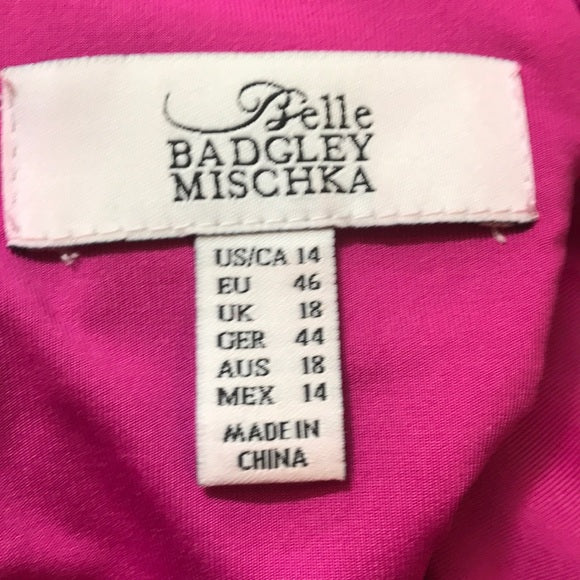 Belle
BADGLEY
MISCHKA
US/CA 14
EU 46
UK 18
GER 44
AUS 18
MEX 14
MADE IN
CHINA